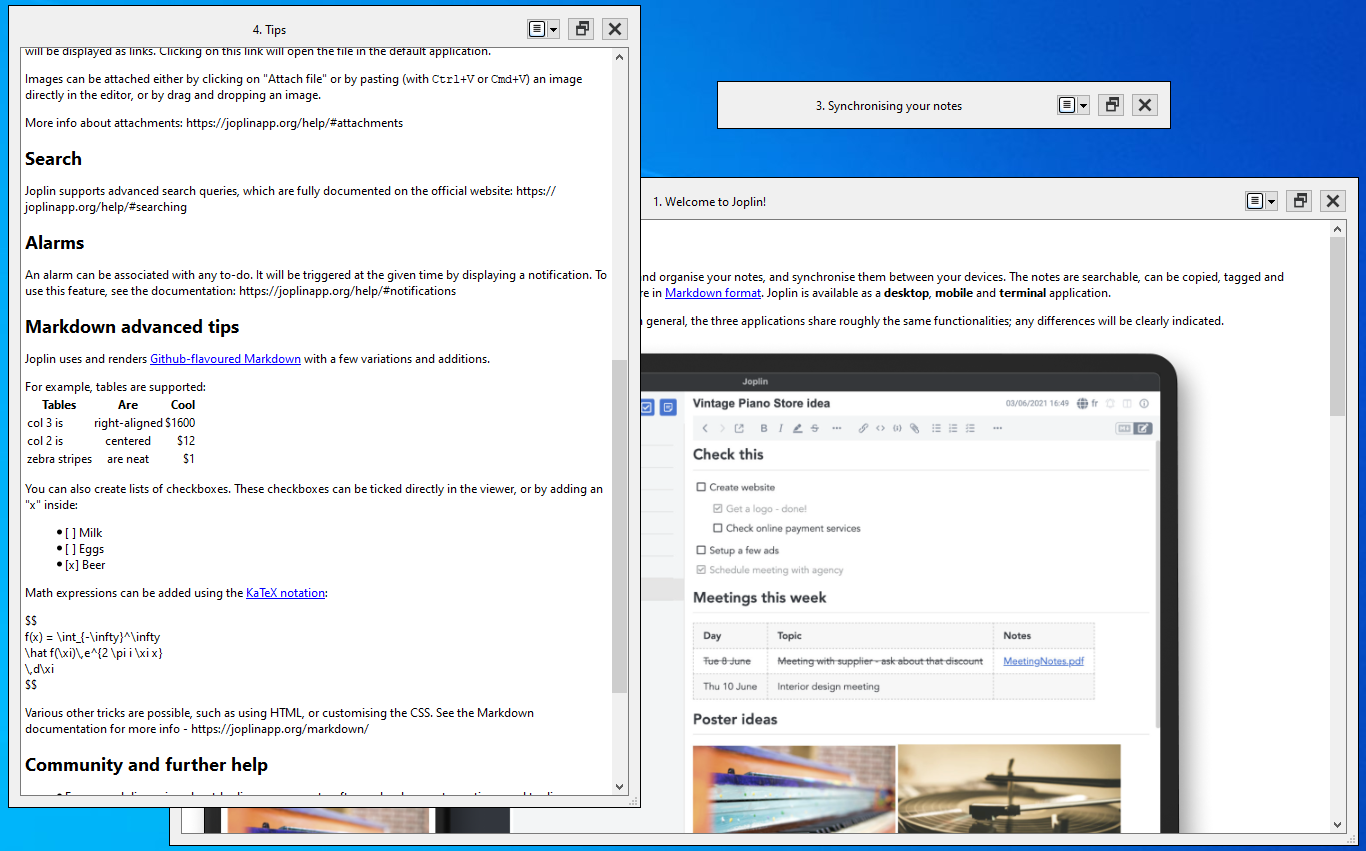 4. Tips
will be displayed as links. Clicking on this link will open the file in the default application.
Images can be attached either by clicking on "Attach file" or by pasting (with Ctrl+V or Cmd+V) an image
directly in the editor, or by drag and dropping an image.
More info about attachments: https://joplinapp.org/help/#attachments
Search
Joplin supports advanced search queries, which are fully documented on the official website: https://
joplinapp.org/help/#searching
Alarms
An alarm can be associated with any to-do. It will be triggered at the given time by displaying a notification. To
use this feature, see the documentation: https://joplinapp.org/help/#notifications
Markdown advanced tips
Joplin uses and renders Github-flavoured Markdown with a few variations and additions.
For example, tables are supported:
Tables Are Cool
col 3 is right-aligned $1600
col 2 is centered $12
zebra stripes are neat $1
You can also create lists of checkboxes. These checkboxes can be ticked directly in the viewer, or by adding an
"x" inside:
[ ] Milk
[ ] Eggs
[x] Beer
Math expressions can be added using the KaTeX notation:
$$
f(x) = \int_{-\infty}^\infty
\hat f(\xi)\,e^{2 \pi i \xi x}
\,d\xi
$$
Various other tricks are possible, such as using HTML, or customising the CSS. See the Markdown
documentation for more info - https://joplinapp.org/markdown/
Community and further help
3. Synchronising your notes
1. Welcome to Joplin!
and organise your notes, and synchronise them between your devices. The notes are searchable, can be copied, tagged and
in Markdown format. Joplin is available as a desktop, mobile and terminal application.
general, the three applications share roughly the same functionalities; any differences will be clearly indicated.
Joplin
Vintage Piano Store idea 03/06/2021 16:49 fr
Check this
Create website
Get a logo - done!
Check online payment services
Setup a few ads
Schedule meeting with agency
Meetings this week
Day Topic Notes
Tue 8 June Meeting with supplier - ask about that discount MeetingNotes.pdf
Thu 10 June Interior design meeting
Poster ideas